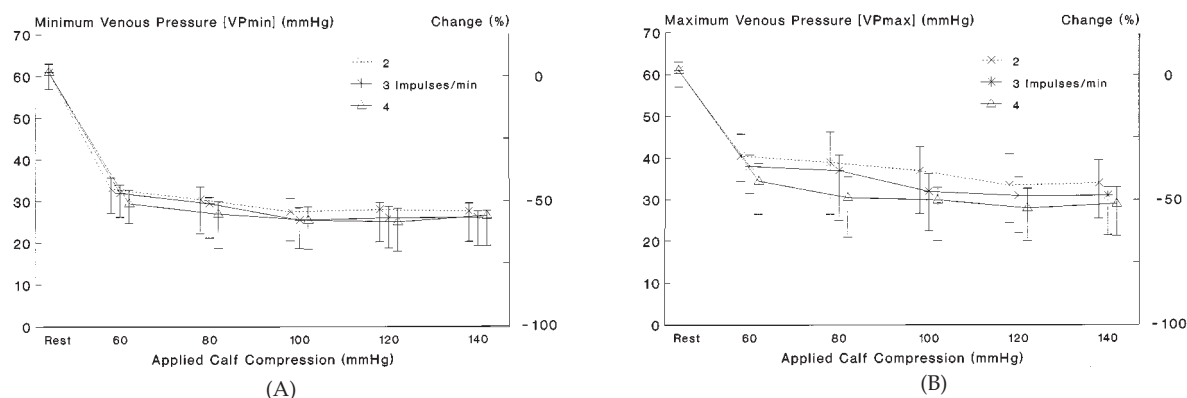 Minimum Venous Pressure [VPmin] (mmHg) Change (%)
70
60
50
40
30
20
10
0
2
3 Impulses/min
4
0
-50
-100
Rest 60 80 100 120 140
Applied Calf Compression (mmHg)
(A)
Maximum Venous Pressure [VPmax] (mmHg) Change (%)
70
60
50
40
30
20
10
0
2
3 Impulses/min
4
0
-50
-100
Rest 60 80 100 120 140
Applied Calf Compression (mmHg)
(B)